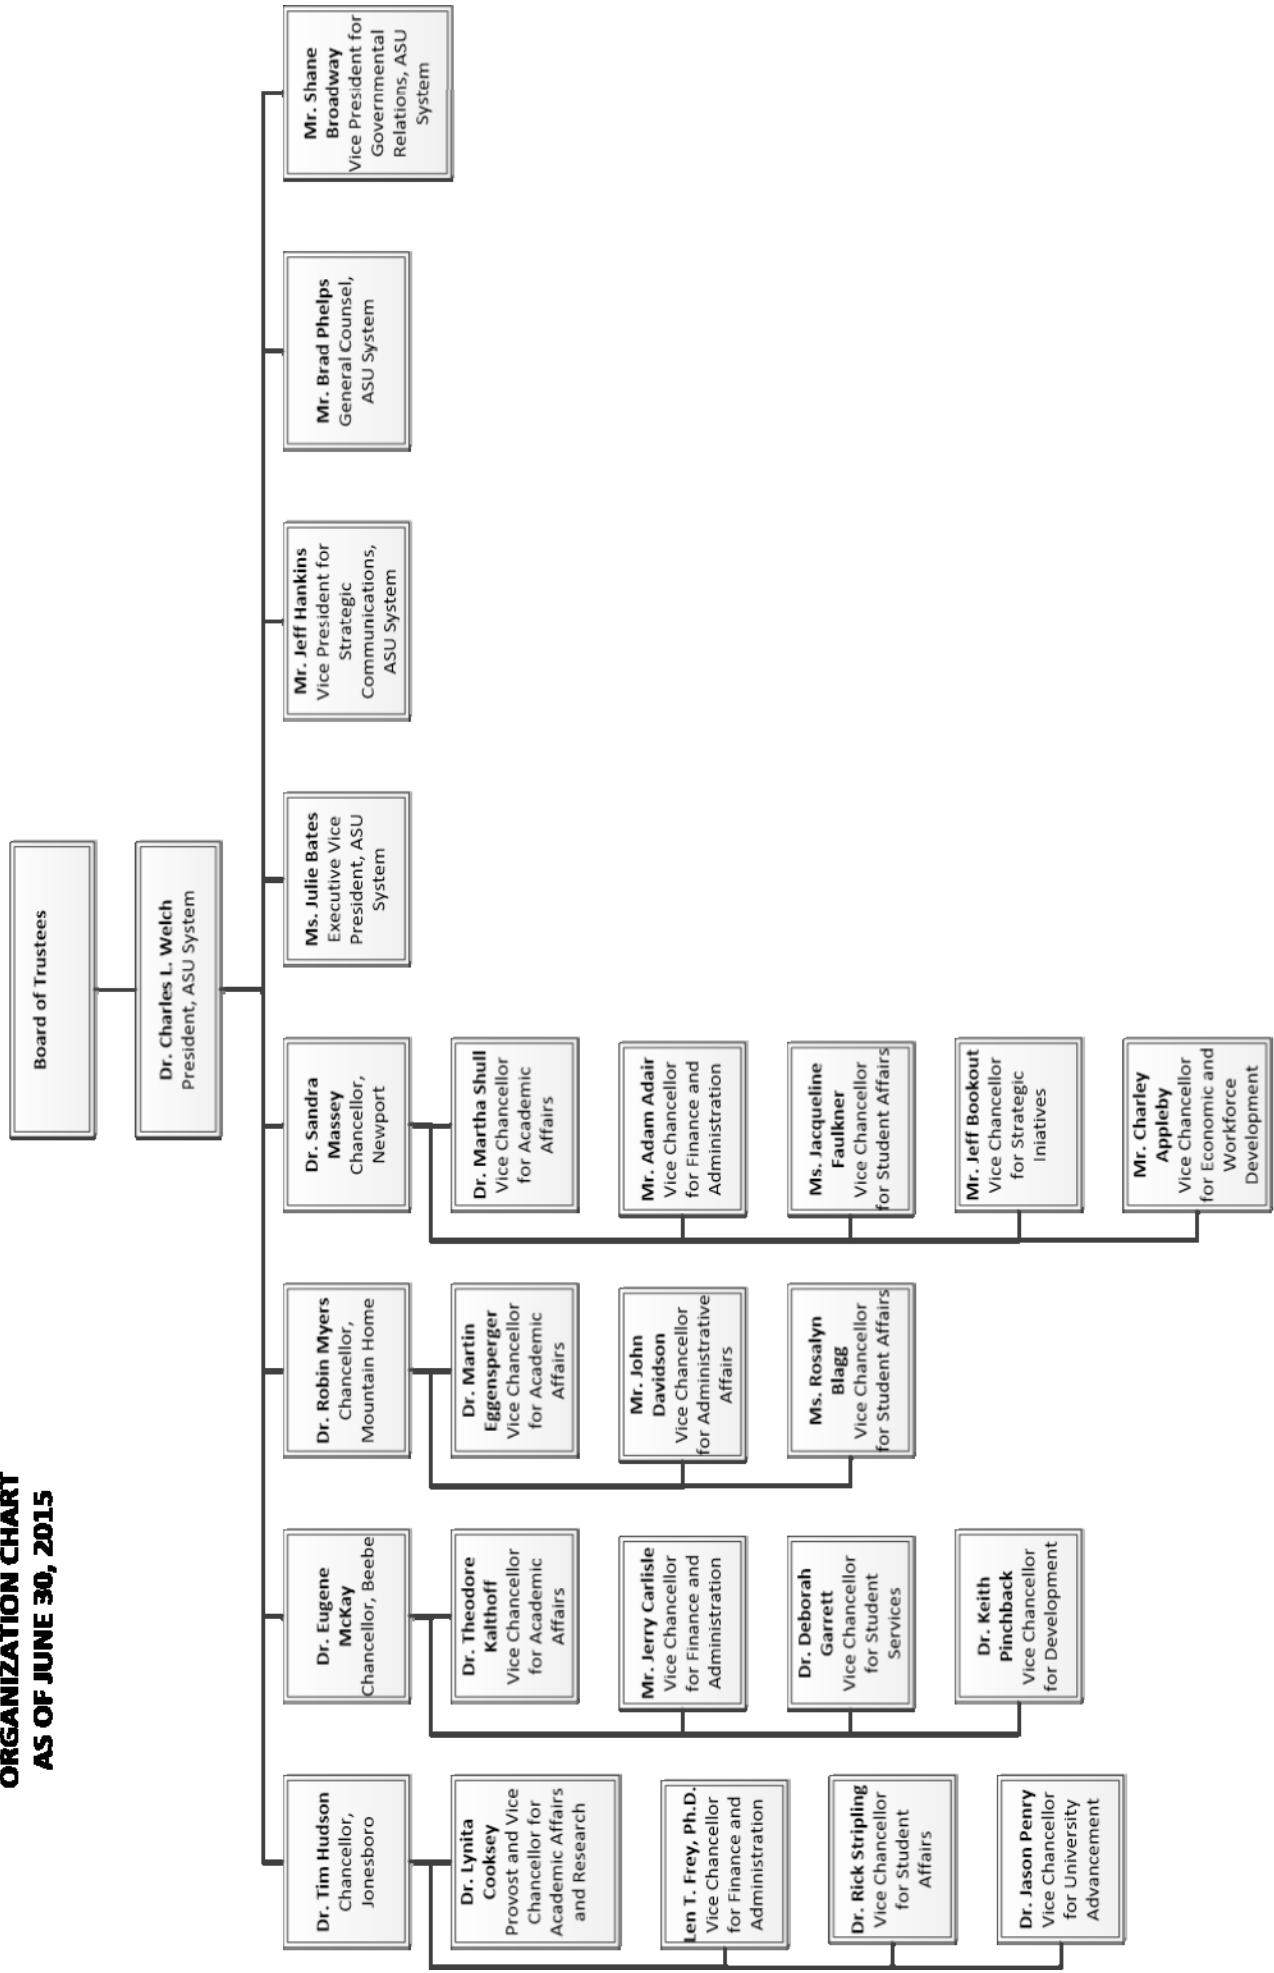 ORGANIZATION CHART
AS OF JUNE 30, 2015
Board of Trustees
Dr. Charles L. Welch
President, ASU System
Dr. Tim Hudson
Chancellor,
Jonesboro
Dr. Lynita
Cooksey
Provost and Vice
Chancellor for
Academic Affairs
and Research
Len T. Frey, Ph.D.
Vice Chancellor
for Finance and
Administration
Dr. Rick Stripling
Vice Chancellor
for Student
Affairs
Dr. Jason Penry
Vice Chancellor
for University
Advancement
Dr. Eugene
McKay
Chancellor, Beebe
Dr. Theodore
Kalthoff
Vice Chancellor
for Academic
Affairs
Mr. Jerry Carlisle
Vice Chancellor
for Finance and
Administration
Dr. Deborah
Garrett
Vice Chancellor
for Student
Services
Dr. Keith
Pinchback
Vice Chancellor
for Development
Dr. Robin Myers
Chancellor,
Mountain Home
Dr. Martin
Eggensperger
Vice Chancellor
for Academic
Affairs
Mr. John
Davidson
Vice Chancellor
for Administrative
Affairs
Ms. Rosalyn
Blagg
Vice Chancellor
for Student Affairs
Dr. Sandra
Massey
Chancellor,
Newport
Dr. Martha Shull
Vice Chancellor
for Academic
Affairs
Mr. Adam Adair
Vice Chancellor
for Finance and
Administration
Ms. Jacqueline
Faulkner
Vice Chancellor
for Student Affairs
Mr. Jeff Bookout
Vice Chancellor
for Strategic
Iniatives
Mr. Charley
Appleby
Vice Chancellor
for Economic and
Workforce
Development
Ms. Julie Bates
Executive Vice
President, ASU
System
Mr. Jeff Hankins
Vice President for
Strategic
Communications,
ASU System
Mr. Brad Phelps
General Counsel,
ASU System
Mr. Shane
Broadway
Vice President for
Governmental
Relations, ASU
System